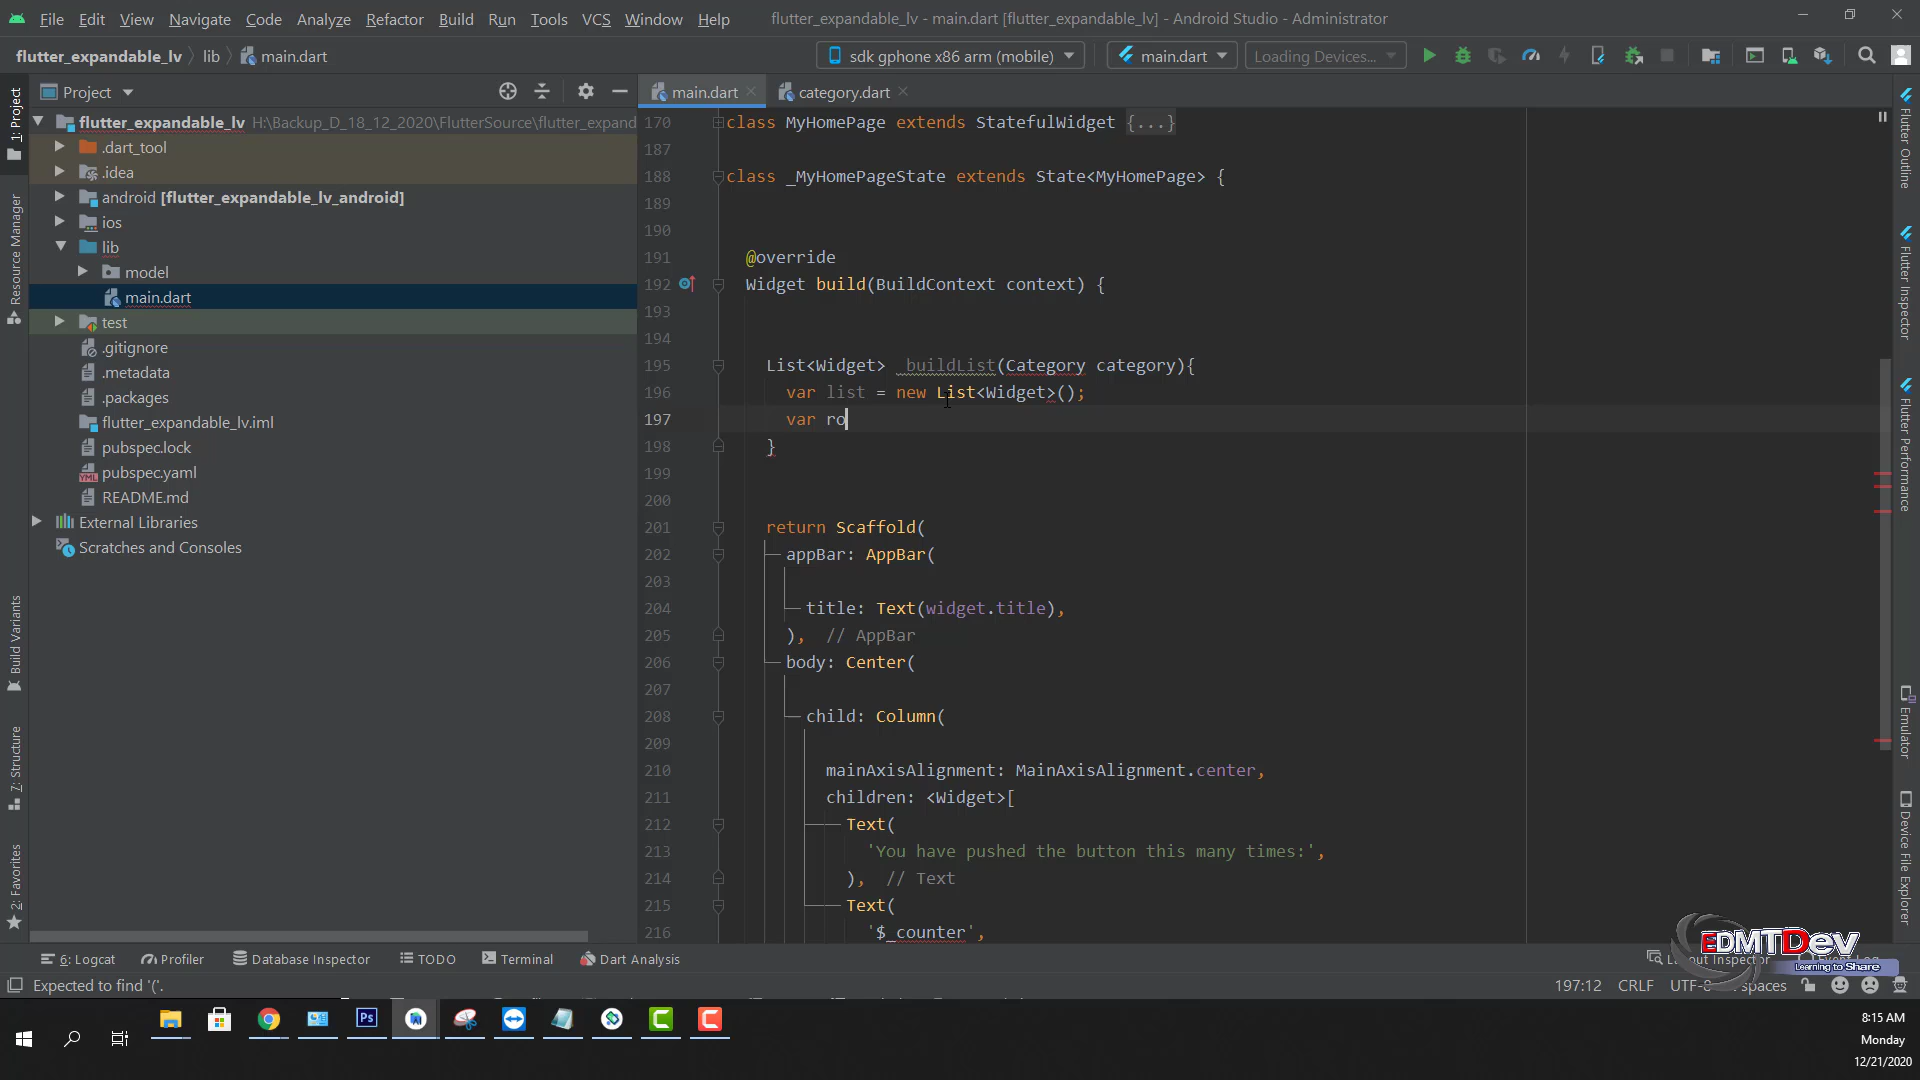 File Edit View Navigate Code Analyze Refactor Build Run Tools VCS Window Help flutter_expandable_lv - main.dart [flutter_expandable_lv] - Android Studio - Administrator
flutter_expandable_lv lib main.dart sdk gphone x86 arm (mobile) main.dart Loading Devices...
Project main.dart category.dart
flutter_expandable_lv H:\Backup_D_18_12_2020\FlutterSource\flutter_expand
.dart_tool
.idea
android [flutter_expandable_lv_android]
ios
lib
model
main.dart
test
.gitignore
.metadata
.packages
flutter_expandable_lv.iml
pubspec.lock
pubspec.yaml
README.md
External Libraries
Scratches and Consoles
1: Project
Resource Manager
Build Variants
7: Structure
2: Favorites
170 class MyHomePage extends StatefulWidget {...}
187
188 class _MyHomePageState extends State<MyHomePage> {
189
190
191 @override
192 Widget build(BuildContext context) {
193
194
195 List<Widget> _buildList(Category category){
196 var list = new List<Widget>();
197 var ro
198 }
199
200
201 return Scaffold(
202 appBar: AppBar(
203
204 title: Text(widget.title),
205 ), // AppBar
206 body: Center(
207
208 child: Column(
209
210 mainAxisAlignment: MainAxisAlignment.center,
211 children: <Widget>[
212 Text(
213 'You have pushed the button this many times:',
214 ), // Text
215 Text(
216 '$_counter',
Flutter Outline
Flutter Inspector
Flutter Performance
Emulator
Device File Explorer
EDMTDev
Learning to Share
6: Logcat Profiler Database Inspector TODO Terminal Dart Analysis Layout Inspector
Expected to find '('. 197:12 CRLF UTF-8 spaces
8:15 AM
Monday
12/21/2020